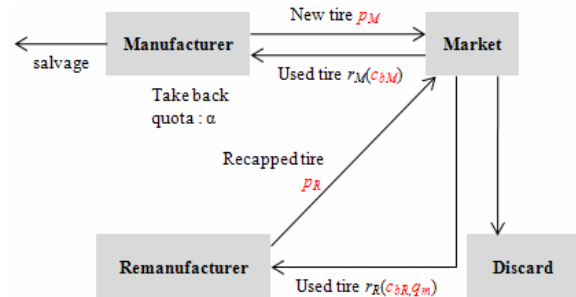 New tire p_M
Manufacturer
Market
salvage
Used tire r_M(c_bM)
Take back
quota : α
Recapped tire
p_R
Remanufacturer
Discard
Used tire r_R(c_bR,q_m)